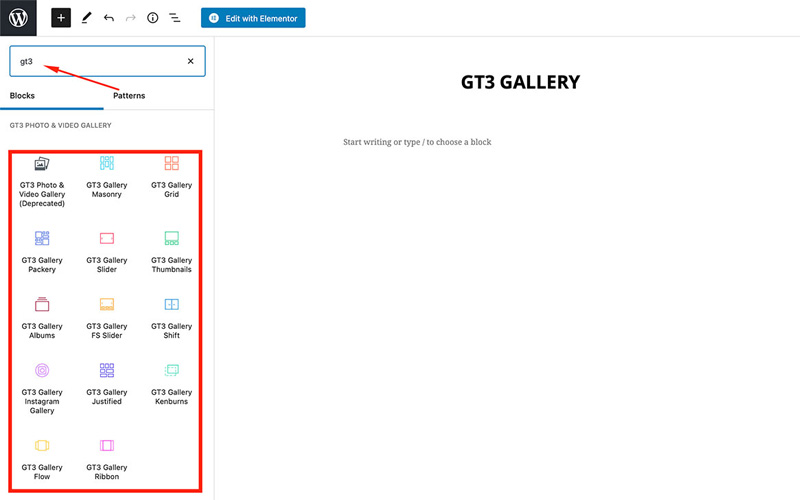 Edit with Elementor
gt3
Blocks
Patterns
GT3 PHOTO & VIDEO GALLERY
GT3 Photo &
Video Gallery
(Deprecated)
GT3 Gallery
Masonry
GT3 Gallery
Grid
GT3 Gallery
Packery
GT3 Gallery
Slider
GT3 Gallery
Thumbnails
GT3 Gallery
Albums
GT3 Gallery
FS Slider
GT3 Gallery
Shift
GT3 Gallery
Instagram
Gallery
GT3 Gallery
Justified
GT3 Gallery
Kenburns
GT3 Gallery
Flow
GT3 Gallery
Ribbon
GT3 GALLERY
Start writing or type / to choose a block